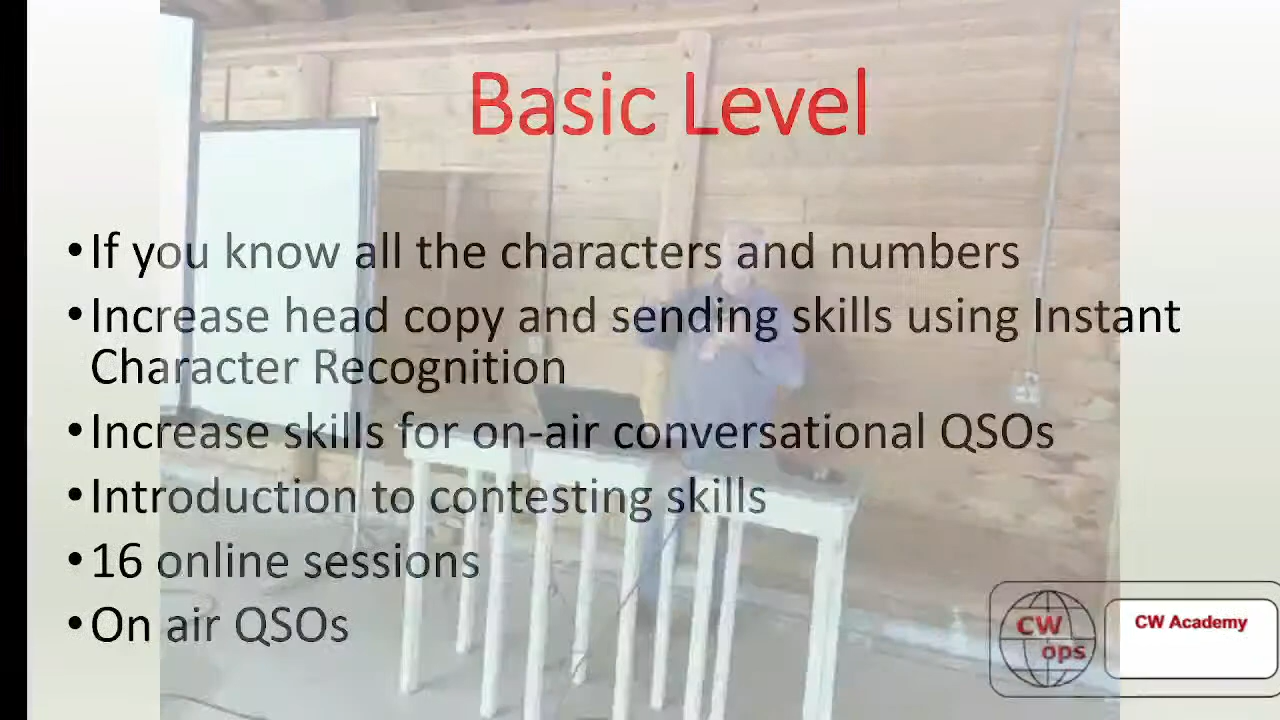 Basic Level
•If you know all the characters and numbers
•Increase head copy and sending skills using Instant
Character Recognition
•Increase skills for on-air conversational QSOs
•Introduction to contesting skills
•16 online sessions
•On air QSOs
CW
ops
CW Academy